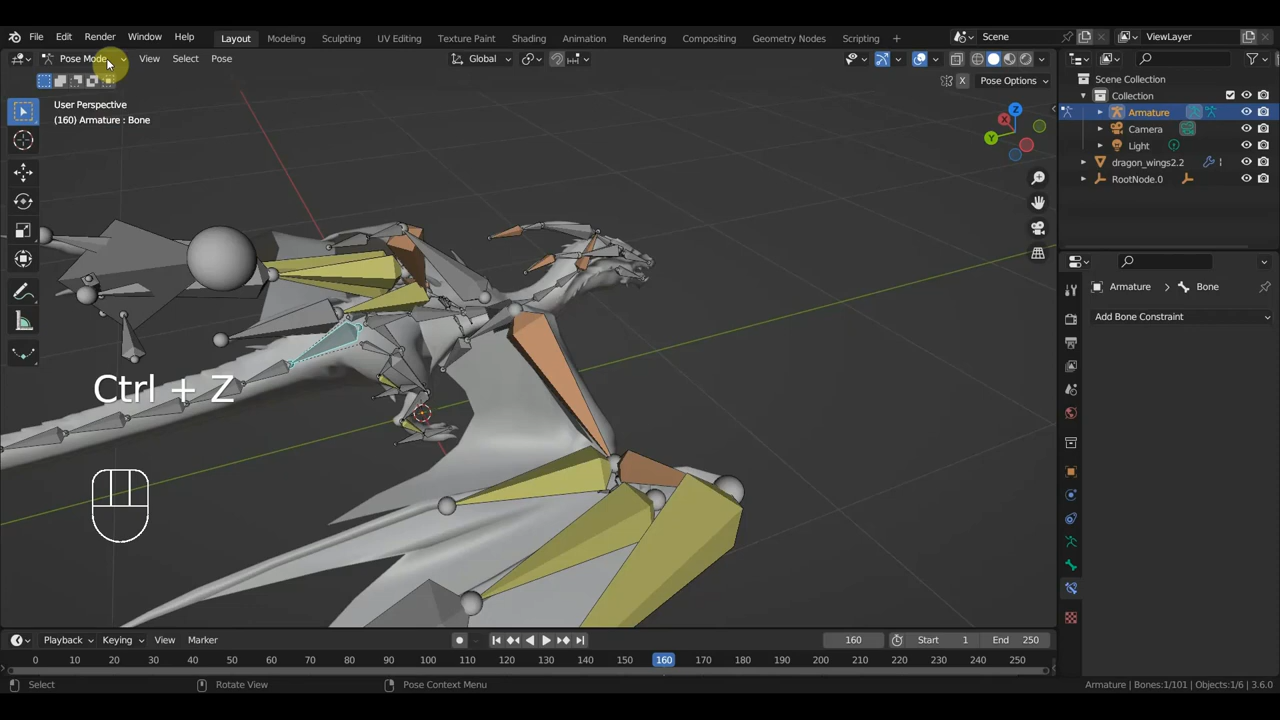 File Edit Render Window Help Layout Modeling Sculpting UV Editing Texture Paint Shading Animation Rendering Compositing Geometry Nodes Scripting Scene ViewLayer
Pose Mode View Select Pose Global
Pose Options
User Perspective
(160) Armature : Bone
X
Z
Y
Scene Collection
Collection
Armature
Camera
Light
dragon_wings2.2 1
RootNode.0
Armature > Bone
Add Bone Constraint
Ctrl + Z
Playback Keying View Marker 160 Start 1 End 250
0 10 20 30 40 50 60 70 80 90 100 110 120 130 140 150 160 170 180 190 200 210 220 230 240 250
Select Rotate View Pose Context Menu Armature | Bones:1/101 | Objects:1/6 | 3.6.0